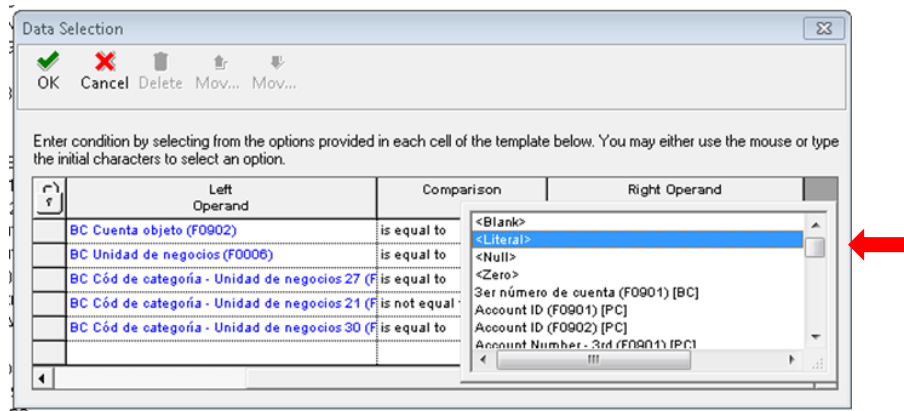 Data Selection
OK Cancel Delete Mov... Mov...
Enter condition by selecting from the options provided in each cell of the template below. You may either use the mouse or type
the initial characters to select an option.
Left Operand Comparison Right Operand
BC Cuenta objeto (F0902) is equal to
BC Unidad de negocios (F0006) is equal to
BC Cód de categoría - Unidad de negocios 27 (F is equal to
BC Cód de categoría - Unidad de negocios 21 (F is not equal
BC Cód de categoría - Unidad de negocios 30 (F is equal to
<Blank>
<Literal>
<Null>
<Zero>
3er número de cuenta (F0901) [BC]
Account ID (F0901) [PC]
Account ID (F0902) [PC]
Account Number - 3rd (F0901) [PC]